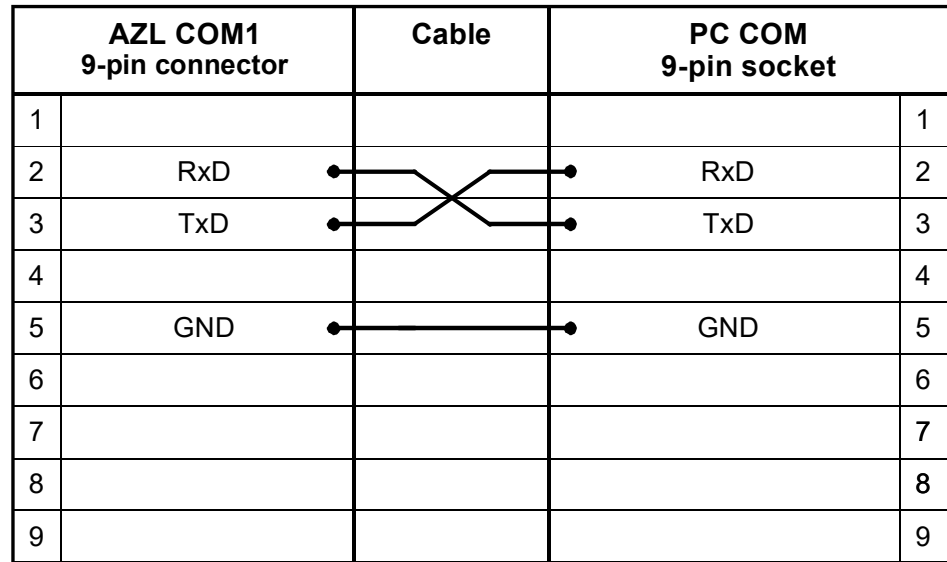 AZL COM1 Cable PC COM
9-pin connector 9-pin socket
1 1
2 RxD RxD 2
3 TxD TxD 3
4 4
5 GND GND 5
6 6
7 7
8 8
9 9